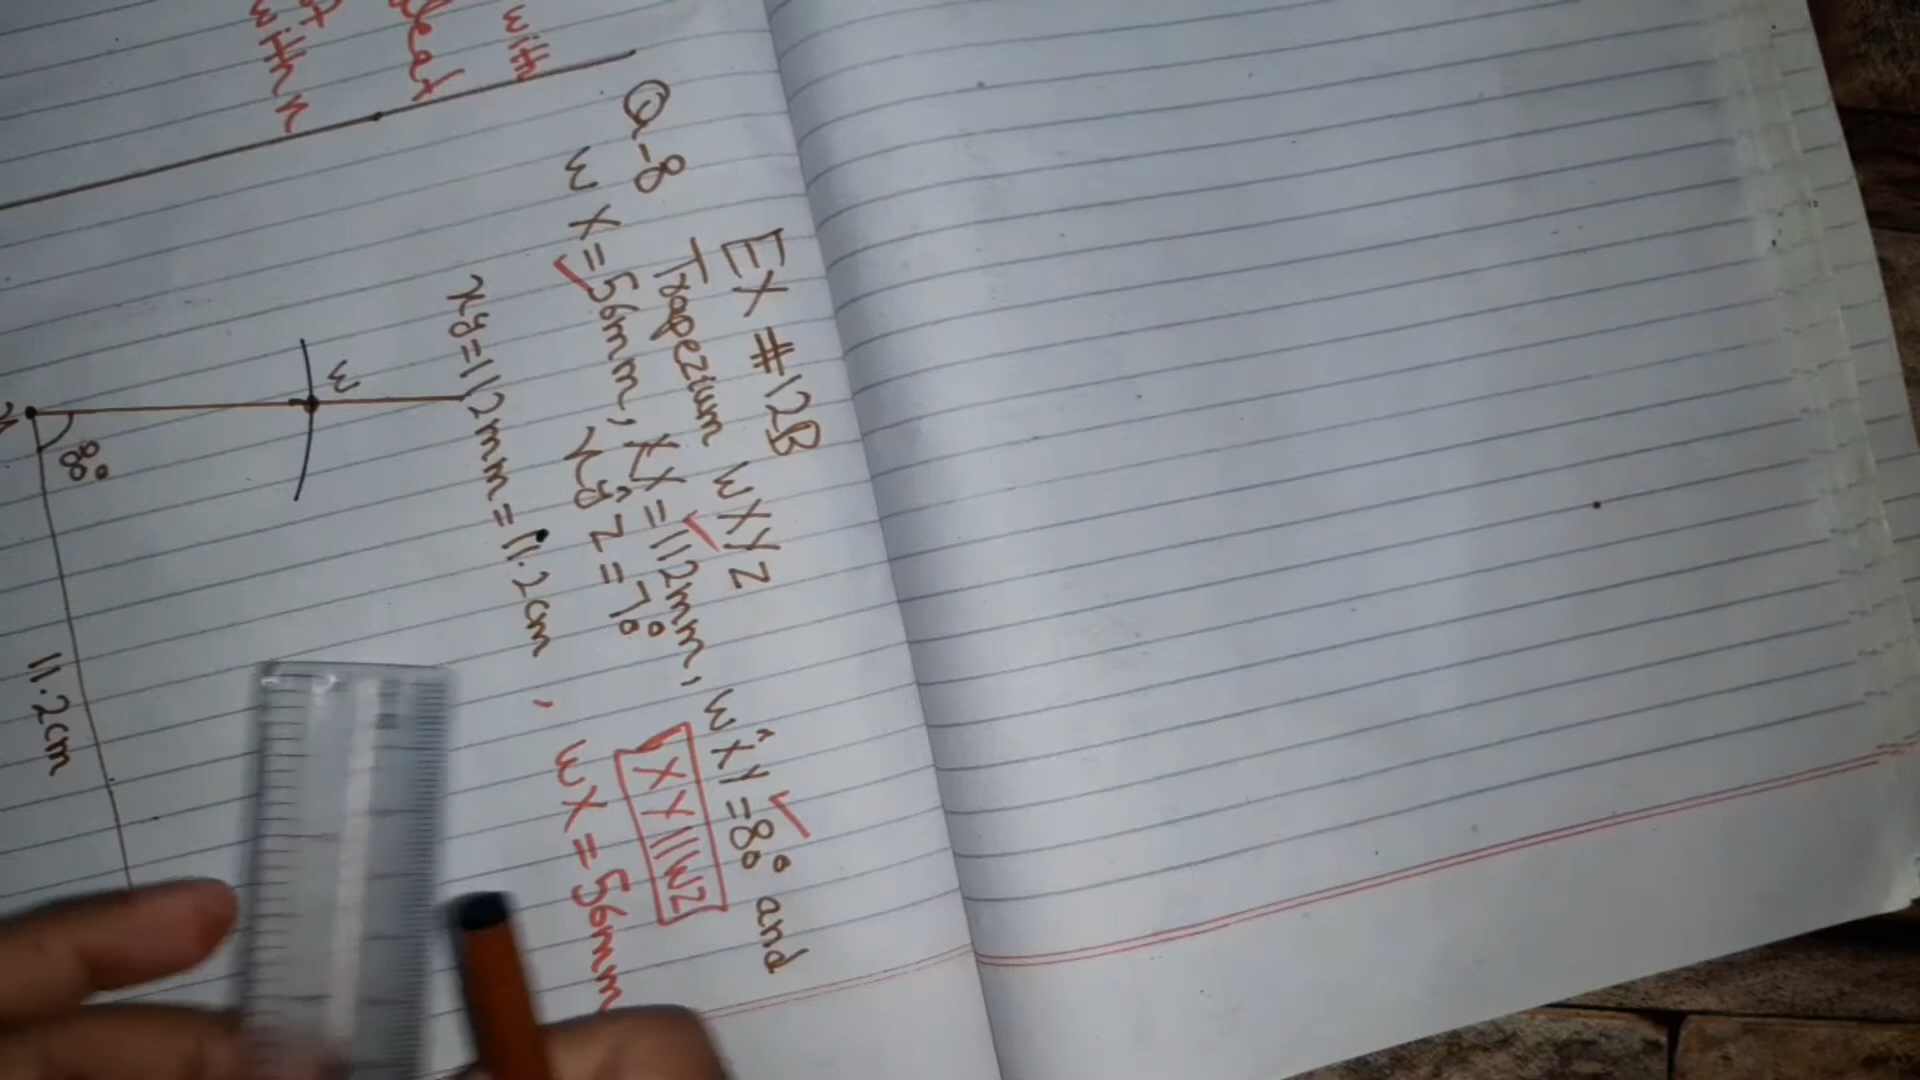 with
Ex #12B
Q-8 Trapezium WXYZ
WX=56mm, XY=112mm, WX̂Y=80° and
XŷZ=70° XY||WZ
xy=112mm=11.2cm, WX=56mm
W
80°
11.2cm